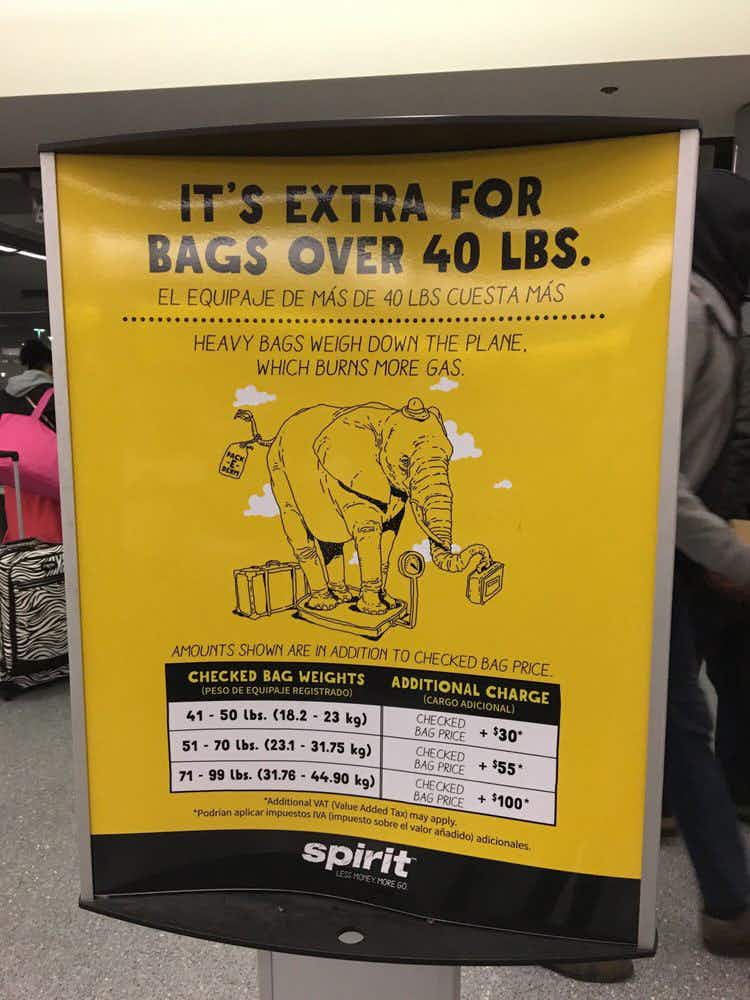 IT'S EXTRA FOR
BAGS OVER 40 LBS.
EL EQUIPAJE DE MÁS DE 40 LBS CUESTA MÁS
HEAVY BAGS WEIGH DOWN THE PLANE,
WHICH BURNS MORE GAS.
PACK
-E-
DERM
AMOUNTS SHOWN ARE IN ADDITION TO CHECKED BAG PRICE.
CHECKED BAG WEIGHTS
(PESO DE EQUIPAJE REGISTRADO)
ADDITIONAL CHARGE
(CARGO ADICIONAL)
41 - 50 lbs. (18.2 - 23 kg)
CHECKED
BAG PRICE + $30*
51 - 70 lbs. (23.1 - 31.75 kg)
CHECKED
BAG PRICE + $55*
71 - 99 lbs. (31.76 - 44.90 kg)
CHECKED
BAG PRICE + $100*
*Additional VAT (Value Added Tax) may apply.
*Podrían aplicar impuestos IVA (impuesto sobre el valor añadido) adicionales.
spirit
LESS MONEY. MORE GO.